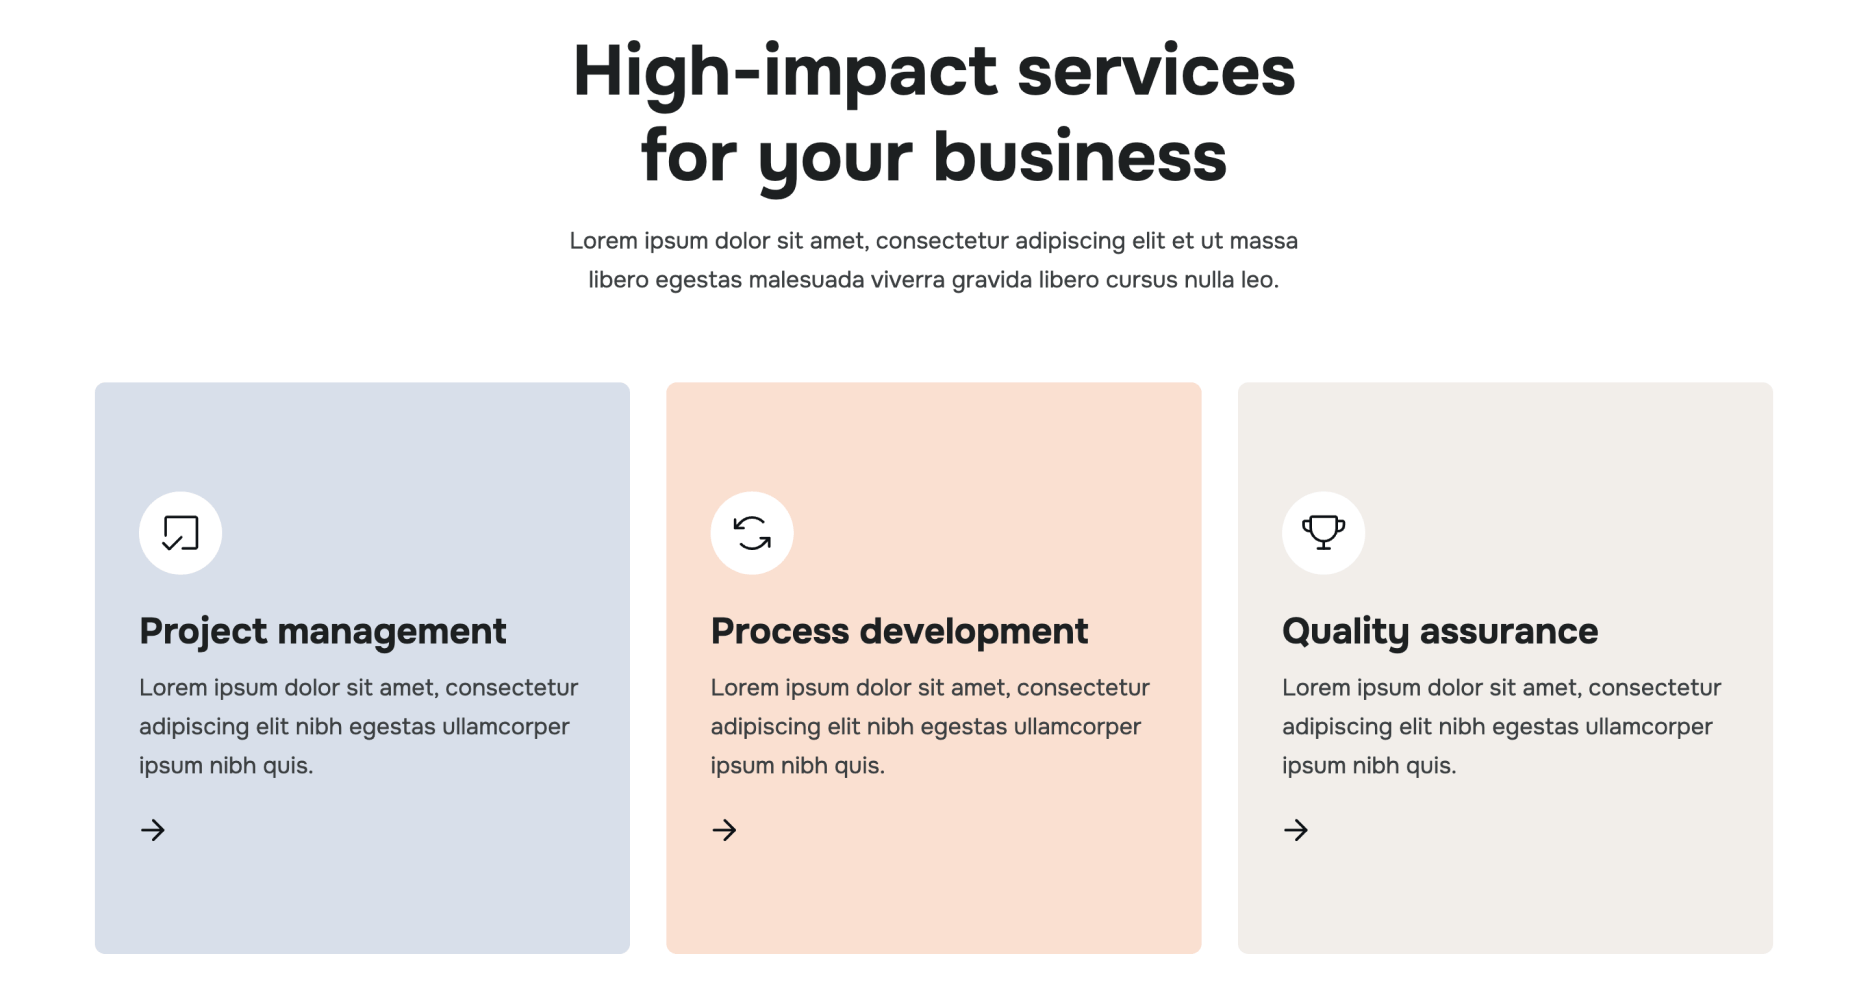 High-impact services
for your business
Lorem ipsum dolor sit amet, consectetur adipiscing elit et ut massa
libero egestas malesuada viverra gravida libero cursus nulla leo.
Project management
Lorem ipsum dolor sit amet, consectetur
adipiscing elit nibh egestas ullamcorper
ipsum nibh quis.
Process development
Lorem ipsum dolor sit amet, consectetur
adipiscing elit nibh egestas ullamcorper
ipsum nibh quis.
Quality assurance
Lorem ipsum dolor sit amet, consectetur
adipiscing elit nibh egestas ullamcorper
ipsum nibh quis.